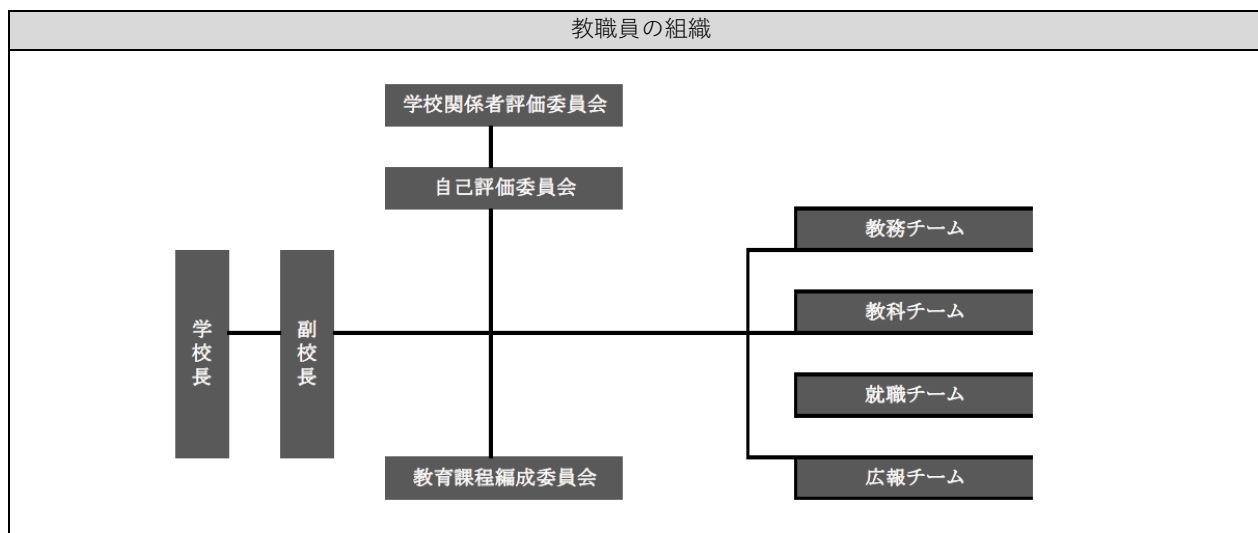 教職員の組織
学校関係者評価委員会
自己評価委員会
学校長
副校長
教育課程編成委員会
教務チーム
教科チーム
就職チーム
広報チーム